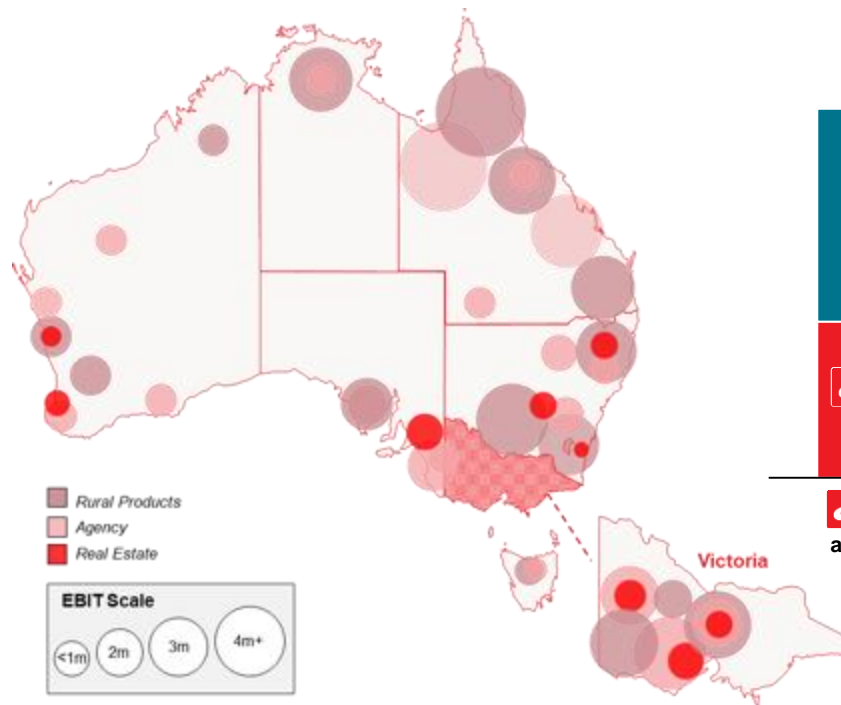 Rural Products
Agency
Real Estate
EBIT Scale
<1m
2m
3m
4m+
Victoria
a